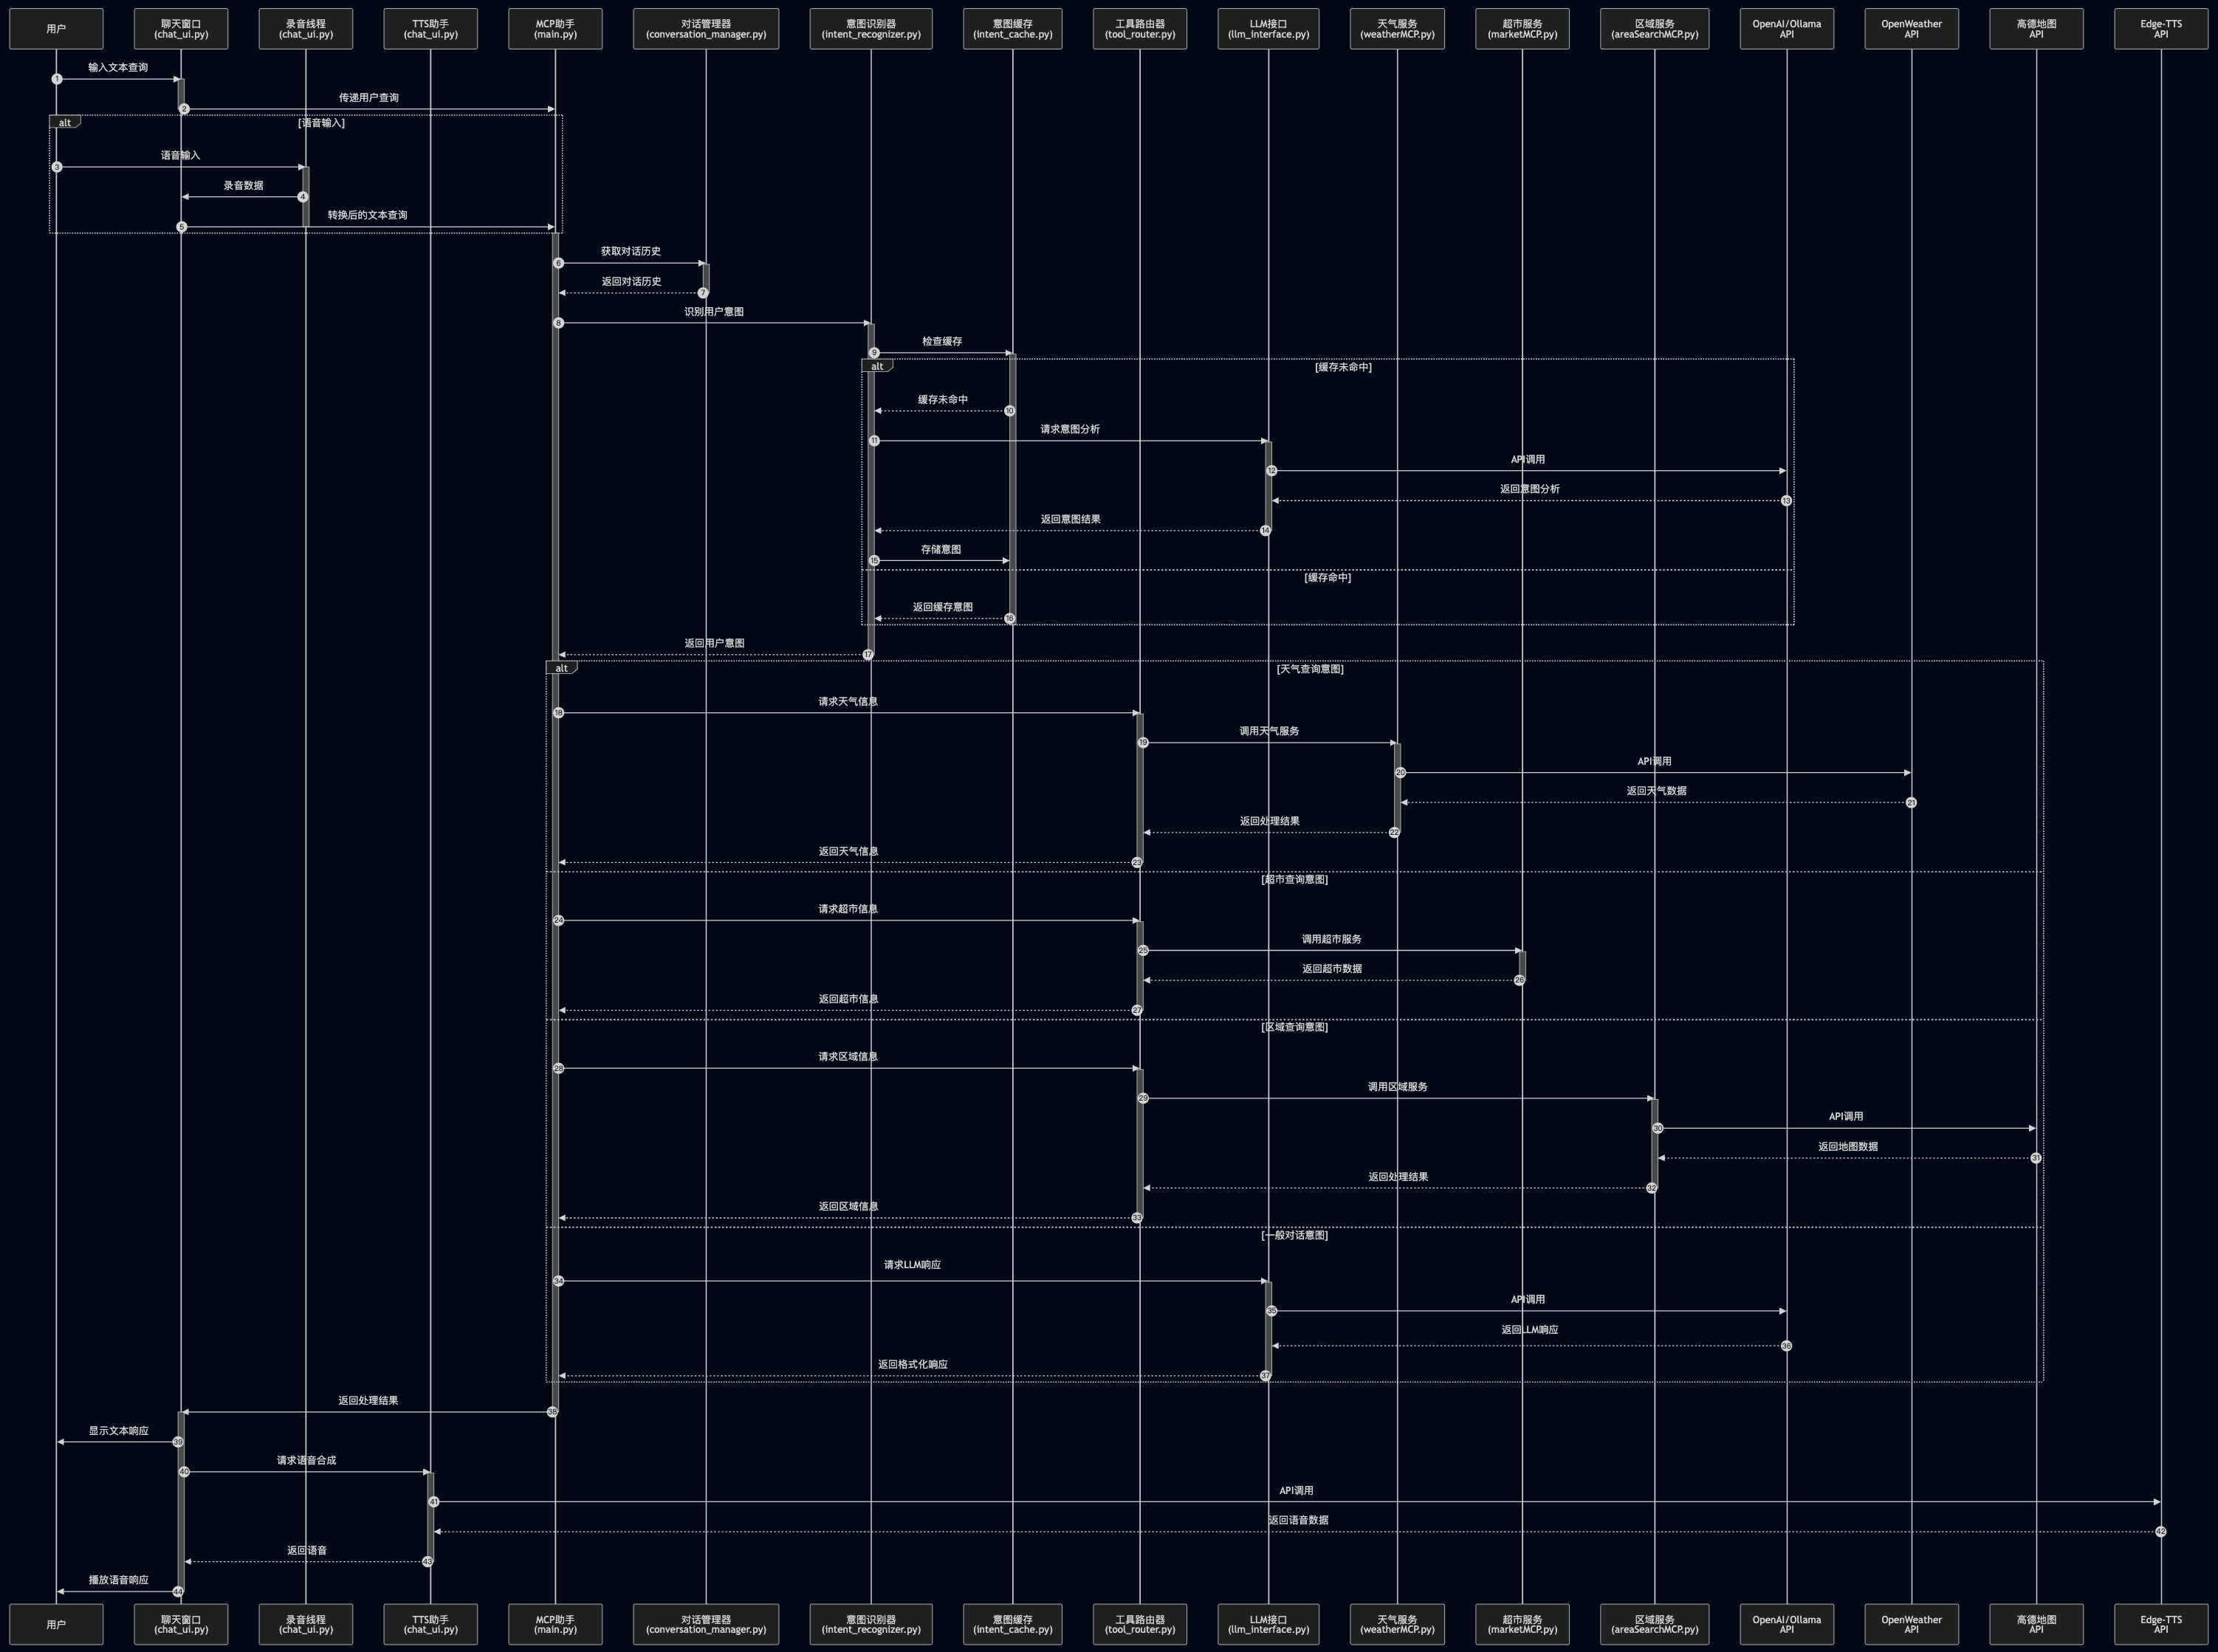 用户
聊天窗口
(chat_ui.py)
录音线程
(chat_ui.py)
TTS助手
(chat_ui.py)
MCP助手
(main.py)
对话管理器
(conversation_manager.py)
意图识别器
(intent_recognizer.py)
意图缓存
(intent_cache.py)
工具路由器
(tool_router.py)
LLM接口
(llm_interface.py)
天气服务
(weatherMCP.py)
超市服务
(marketMCP.py)
区域服务
(areaSearchMCP.py)
OpenAI/Ollama
API
OpenWeather
API
高德地图
API
Edge-TTS
API
输入文本查询
1
传递用户查询
2
alt
[语音输入]
语音输入
3
录音数据
4
转换后的文本查询
5
获取对话历史
6
返回对话历史
7
识别用户意图
8
检查缓存
9
alt
[缓存未命中]
缓存未命中
10
请求意图分析
11
API调用
12
返回意图分析
13
返回意图结果
14
存储意图
15
[缓存命中]
返回缓存意图
16
返回用户意图
17
alt
[天气查询意图]
请求天气信息
18
调用天气服务
19
API调用
20
返回天气数据
21
返回处理结果
22
返回天气信息
23
[超市查询意图]
请求超市信息
24
调用超市服务
25
返回超市数据
26
返回超市信息
27
[区域查询意图]
请求区域信息
28
调用区域服务
29
API调用
30
返回地图数据
31
返回处理结果
32
返回区域信息
33
[一般对话意图]
请求LLM响应
34
API调用
35
返回LLM响应
36
返回格式化响应
37
返回处理结果
38
显示文本响应
39
请求语音合成
40
API调用
41
返回语音数据
42
返回语音
43
播放语音响应
44
用户
聊天窗口
(chat_ui.py)
录音线程
(chat_ui.py)
TTS助手
(chat_ui.py)
MCP助手
(main.py)
对话管理器
(conversation_manager.py)
意图识别器
(intent_recognizer.py)
意图缓存
(intent_cache.py)
工具路由器
(tool_router.py)
LLM接口
(llm_interface.py)
天气服务
(weatherMCP.py)
超市服务
(marketMCP.py)
区域服务
(areaSearchMCP.py)
OpenAI/Ollama
API
OpenWeather
API
高德地图
API
Edge-TTS
API